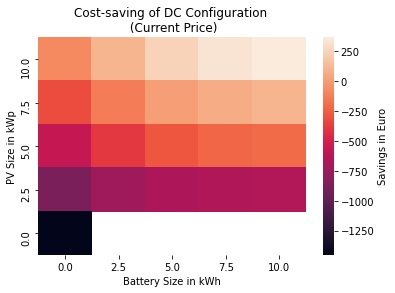 Cost-saving of DC Configuration
(Current Price)
PV Size in kWp
10.0
7.5
5.0
2.5
0.0
0.0 2.5 5.0 7.5 10.0
Battery Size in kWh
250
0
−250
−500
−750
−1000
−1250
Savings in Euro